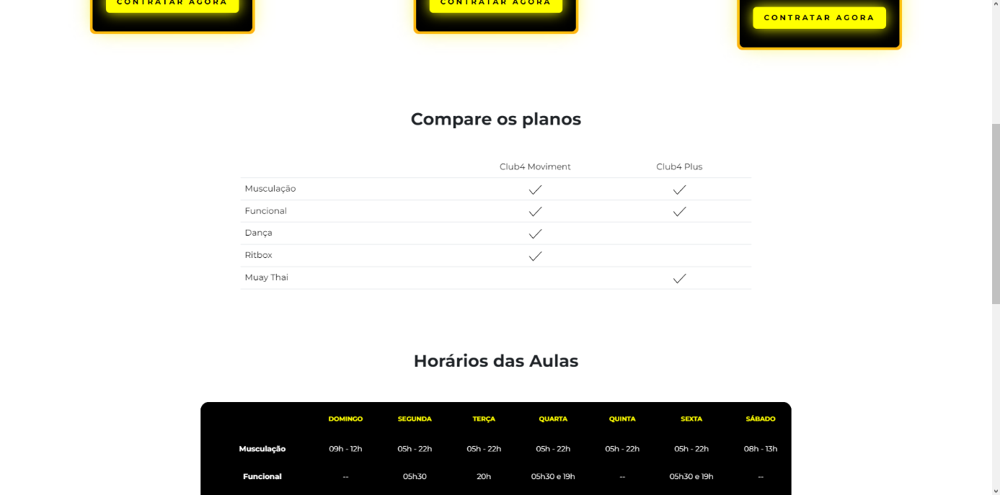 CONTRATAR AGORA CONTRATAR AGORA
CONTRATAR AGORA
Compare os planos
Club4 Moviment Club4 Plus
Musculação
Funcional
Dança
Ritbox
Muay Thai
Horários das Aulas
DOMINGO SEGUNDA TERÇA QUARTA QUINTA SEXTA SÁBADO
Musculação 09h - 12h 05h - 22h 05h - 22h 05h - 22h 05h - 22h 05h - 22h 08h - 13h
Funcional -- 05h30 20h 05h30 e 19h -- 05h30 e 19h --